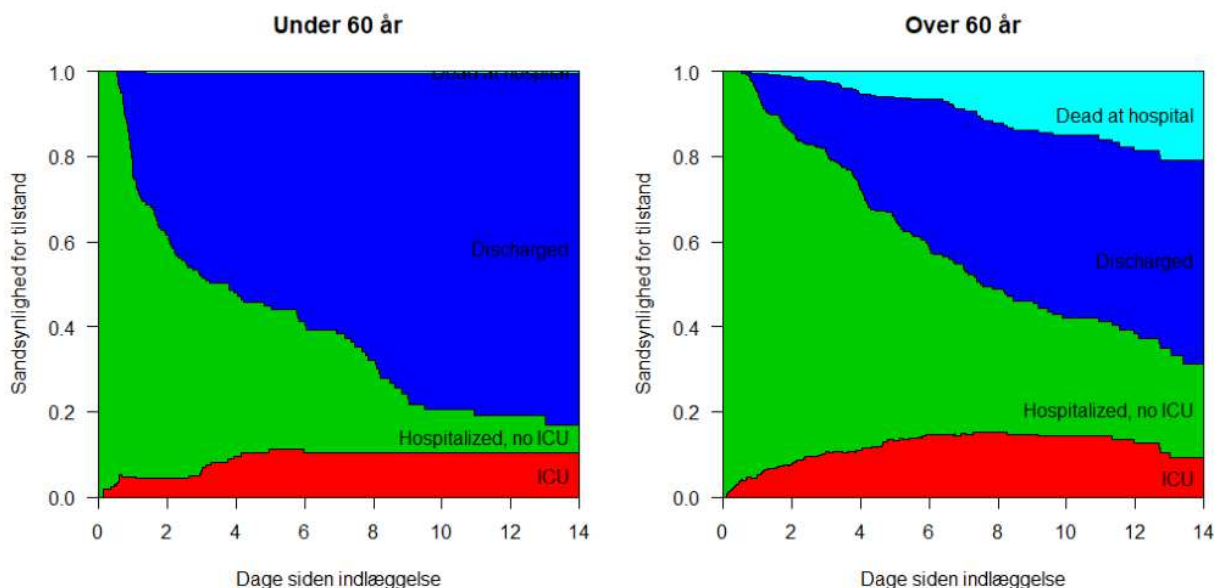 Under 60 år
Sandsynlighed for tilstand
1.0
0.8
0.6
0.4
0.2
0.0
Dead at hospital
Discharged
Hospitalized, no ICU
ICU
0 2 4 6 8 10 12 14
Dage siden indlæggelse
Over 60 år
Sandsynlighed for tilstand
1.0
0.8
0.6
0.4
0.2
0.0
Dead at hospital
Discharged
Hospitalized, no ICU
ICU
0 2 4 6 8 10 12 14
Dage siden indlæggelse